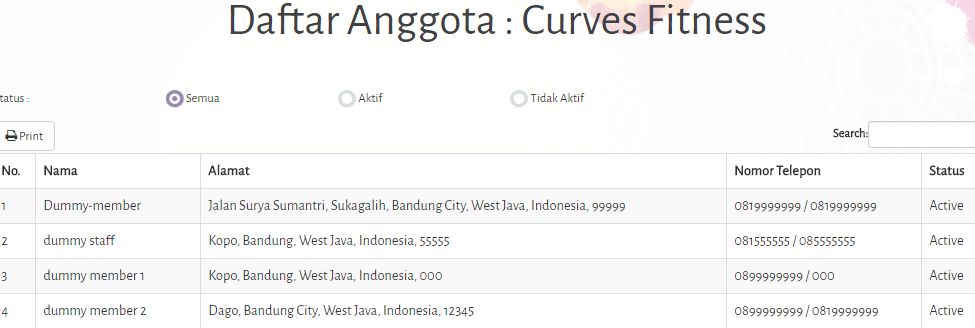 Daftar Anggota : Curves Fitness
tatus : Semua Aktif Tidak Aktif
Print Search:
No. Nama Alamat Nomor Telepon Status
1 Dummy-member Jalan Surya Sumantri, Sukagalih, Bandung City, West Java, Indonesia, 99999 0819999999 / 0819999999 Active
2 dummy staff Kopo, Bandung, West Java, Indonesia, 55555 081555555 / 085555555 Active
3 dummy member 1 Kopo, Bandung, West Java, Indonesia, 000 0899999999 / 000 Active
4 dummy member 2 Dago, Bandung City, West Java, Indonesia, 12345 0899999999 / 0819999999 Active